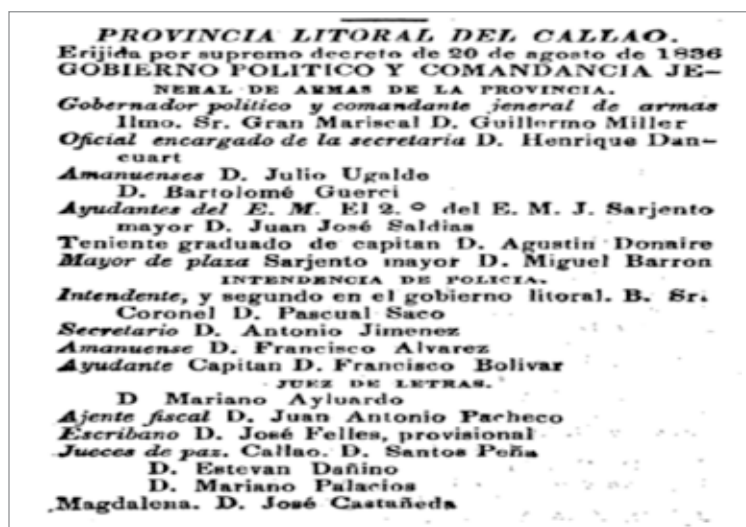 PROVINCIA LITORAL DEL CALLAO.
Erijida por supremo decreto de 20 de agosto de 1836
GOBIERNO POLITICO Y COMANDANCIA JE-
NERAL DE ARMAS DE LA PROVINCIA.
Gobernador político y comandante jeneral de armas
Ilmo. Sr. Gran Mariscal D. Guillermo Miller
Oficial encargado de la secretaría D. Henrique Dan-
cuart
Amanuenses D. Julio Ugalde
D. Bartolomé Guerci
Ayudantes del E. M. El 2.º del E. M. J. Sarjento
mayor D. Juan José Saldias
Teniente graduado de capitan D. Agustin Donaire
Mayor de plaza Sarjento mayor D. Miguel Barron
INTENDENCIA DE POLICIA.
Intendente, y segundo en el gobierno litoral. B. Sr.
Coronel D. Pascual Saco
Secretario D. Antonio Jimenez
Amanuense D. Francisco Alvarez
Ayudante Capitan D. Francisco Bolivar
JUEZ DE LETRAS.
D Mariano Ayluardo
Ajente fiscal D. Juan Antonio Pacheco
Escribano D. José Felles, provisional
Jueces de paz. Callao. D. Santos Peña
D. Estevan Dañino
D. Mariano Palacios
Magdalena. D. José Castañeda